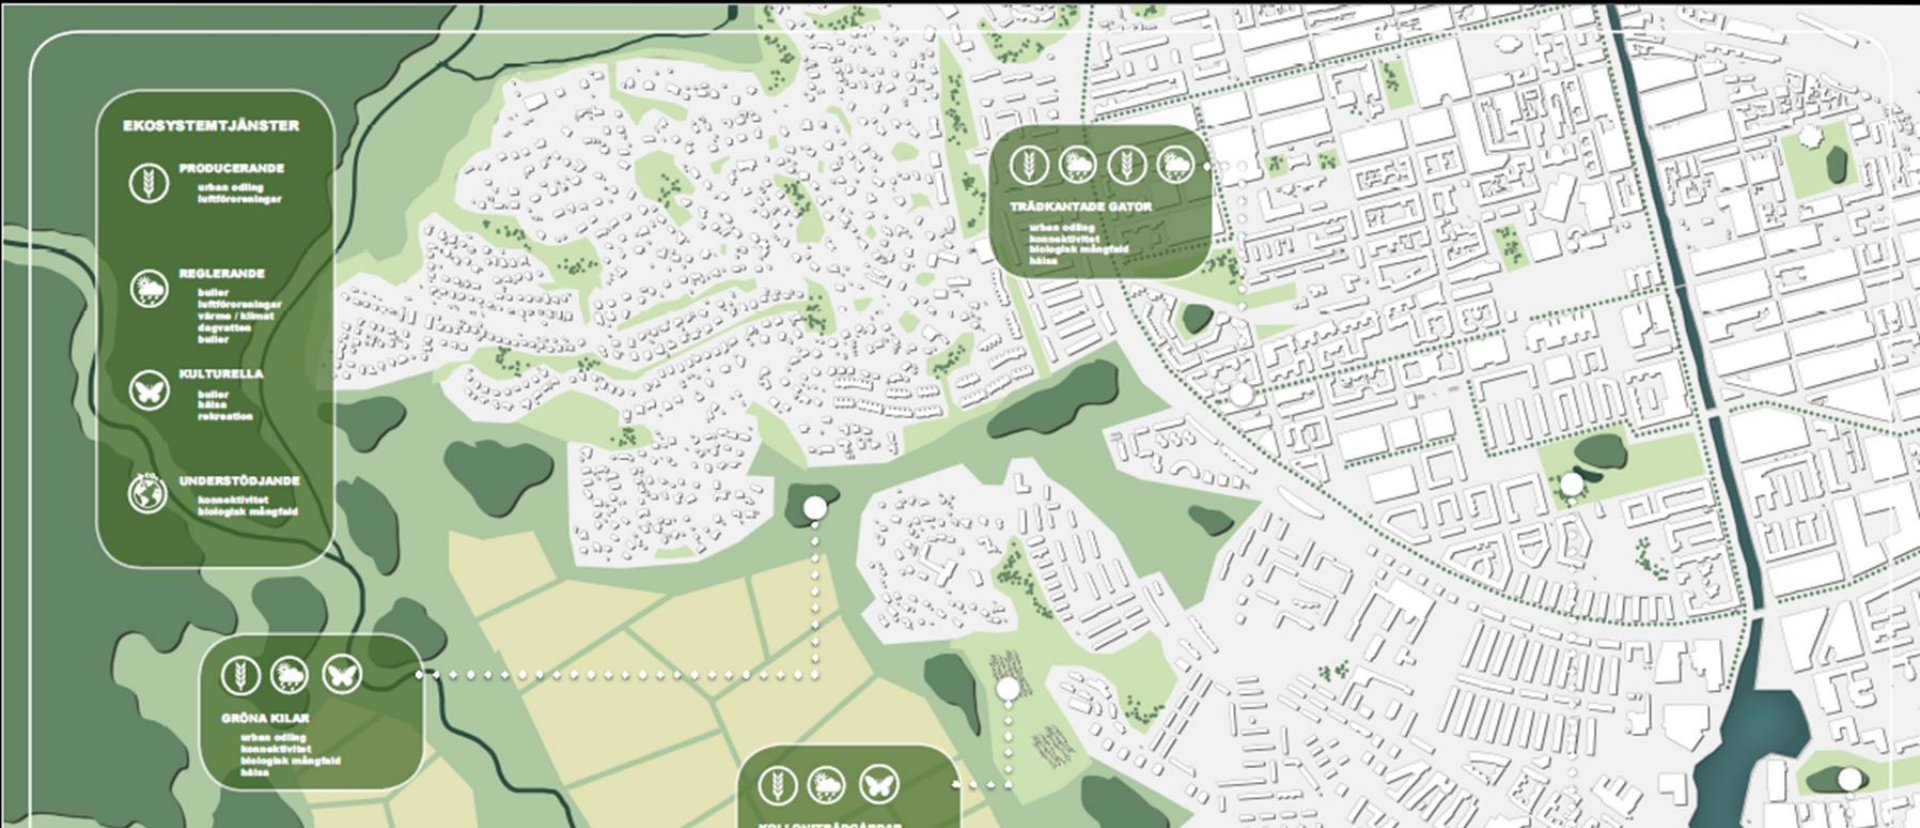 EKOSYSTEMTJÄNSTER
PRODUCERANDE
urban odling
luftföroreningar
REGLERANDE
buller
luftföroreningar
värme / klimat
dagvatten
buller
KULTURELLA
buller
hälsa
rekreation
UNDERSTÖDJANDE
konnektivitet
biologisk mångfald
TRÄDKANTADE GATOR
urban odling
konnektivitet
biologisk mångfald
hälsa
GRÖNA KILAR
urban odling
konnektivitet
biologisk mångfald
hälsa